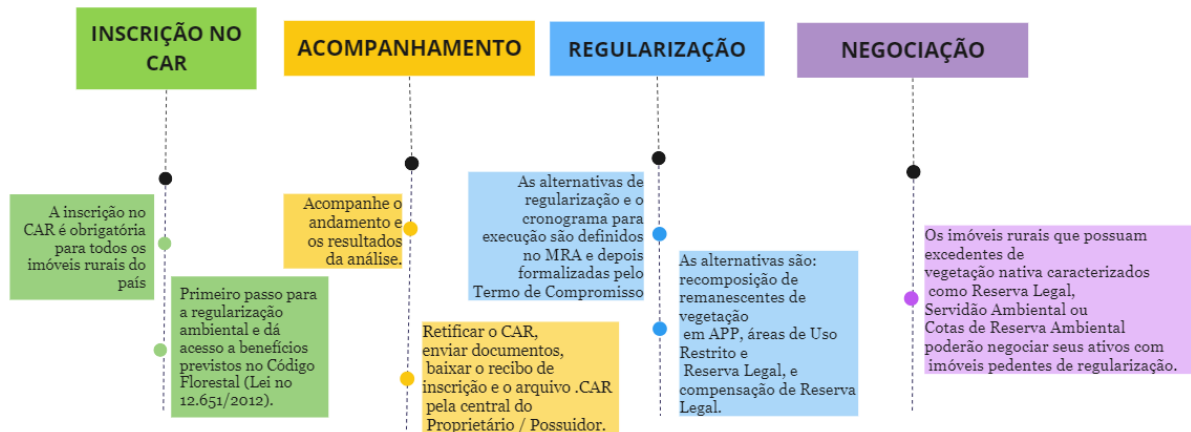 INSCRIÇÃO NO
CAR
A inscrição no
CAR é obrigatória
para todos os
imóveis rurais do
país
Primeiro passo para
a regularização
ambiental e dá
acesso a benefícios
previstos no Código
Florestal (Lei no
12.651/2012).
ACOMPANHAMENTO
Acompanhe o
andamento e
os resultados
da análise.
Retificar o CAR,
enviar documentos,
baixar o recibo de
inscrição e o arquivo .CAR
pela central do
Proprietário / Possuidor.
REGULARIZAÇÃO
As alternativas de
regularização e o
cronograma para
execução são definidos
no MRA e depois
formalizadas pelo
Termo de Compromisso
As alternativas são:
recomposição de
remanescentes de
vegetação
em APP, áreas de Uso
Restrito e
Reserva Legal, e
compensação de Reserva
Legal.
NEGOCIAÇÃO
Os imóveis rurais que possuam
excedentes de
vegetação nativa caracterizados
como Reserva Legal,
Servidão Ambiental ou
Cotas de Reserva Ambiental
poderão negociar seus ativos com
imóveis pedentes de regularização.